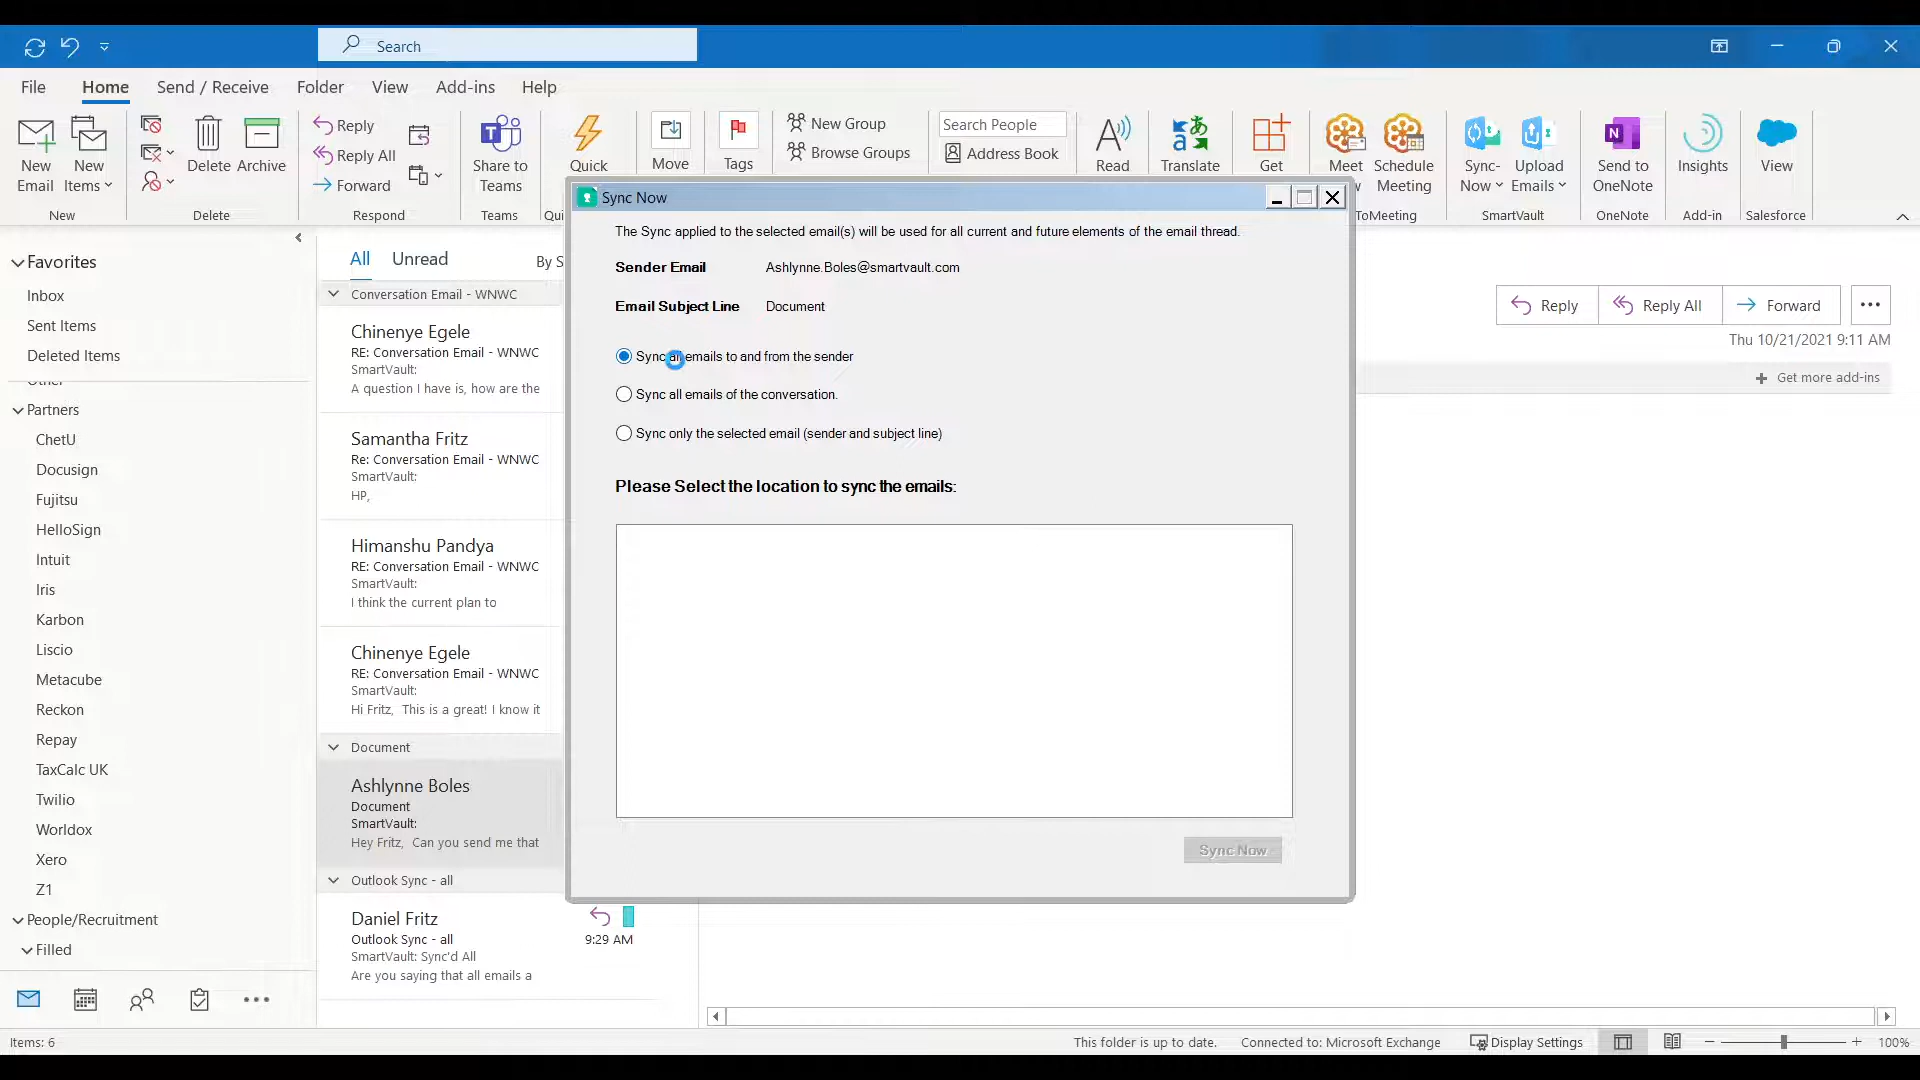 Search
File Home Send / Receive Folder View Add-ins Help
New Email
New Items
Delete
Archive
Reply
Reply All
Forward
Share to Teams
Quick
Move
Tags
New Group
Browse Groups
Search People
Address Book
Read
Translate
Get
Meet
Schedule Meeting
Sync-Now
Upload Emails
Send to OneNote
Insights
View
New
Delete
Respond
Teams
SmartVault
OneNote
Add-in
Salesforce
Favorites
Inbox
Sent Items
Deleted Items
Partners
ChetU
Docusign
Fujitsu
HelloSign
Intuit
Iris
Karbon
Liscio
Metacube
Reckon
Repay
TaxCalc UK
Twilio
Worldox
Xero
Z1
People/Recruitment
Filled
All Unread By S
Conversation Email - WNWC
Chinenye Egele
RE: Conversation Email - WNWC
SmartVault:
A question I have is, how are the
Samantha Fritz
Re: Conversation Email - WNWC
SmartVault:
HP,
Himanshu Pandya
RE: Conversation Email - WNWC
SmartVault:
I think the current plan to
Chinenye Egele
RE: Conversation Email - WNWC
SmartVault:
Hi Fritz, This is a great! I know it
Document
Ashlynne Boles
Document
SmartVault:
Hey Fritz, Can you send me that
Outlook Sync - all
Daniel Fritz
Outlook Sync - all
9:29 AM
SmartVault: Sync'd All
Are you saying that all emails a
Sync Now
The Sync applied to the selected email(s) will be used for all current and future elements of the email thread.
Sender Email Ashlynne.Boles@smartvault.com
Email Subject Line Document
Sync all emails to and from the sender
Sync all emails of the conversation.
Sync only the selected email (sender and subject line)
Please Select the location to sync the emails:
Sync Now
Reply Reply All Forward
Thu 10/21/2021 9:11 AM
Get more add-ins
Items: 6
This folder is up to date. Connected to: Microsoft Exchange Display Settings 100%